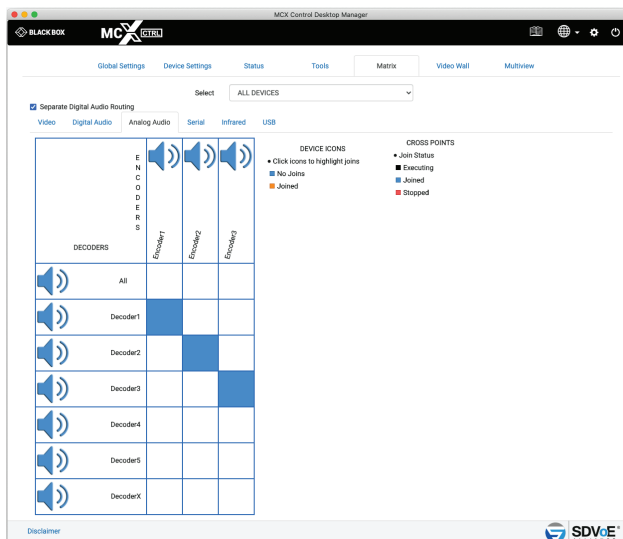 MCX Control Desktop Manager
BLACK BOX
MCX CTRL
Global Settings Device Settings Status Tools Matrix Video Wall Multiview
Select ALL DEVICES
Separate Digital Audio Routing
Video Digital Audio Analog Audio Serial Infrared USB
ENCODERS
DECODERS
Encoder1
Encoder2
Encoder3
All
Decoder1
Decoder2
Decoder3
Decoder4
Decoder5
DecoderX
DEVICE ICONS
• Click icons to highlight joins
No Joins
Joined
CROSS POINTS
• Join Status
Executing
Joined
Stopped
Disclaimer
SDVoE